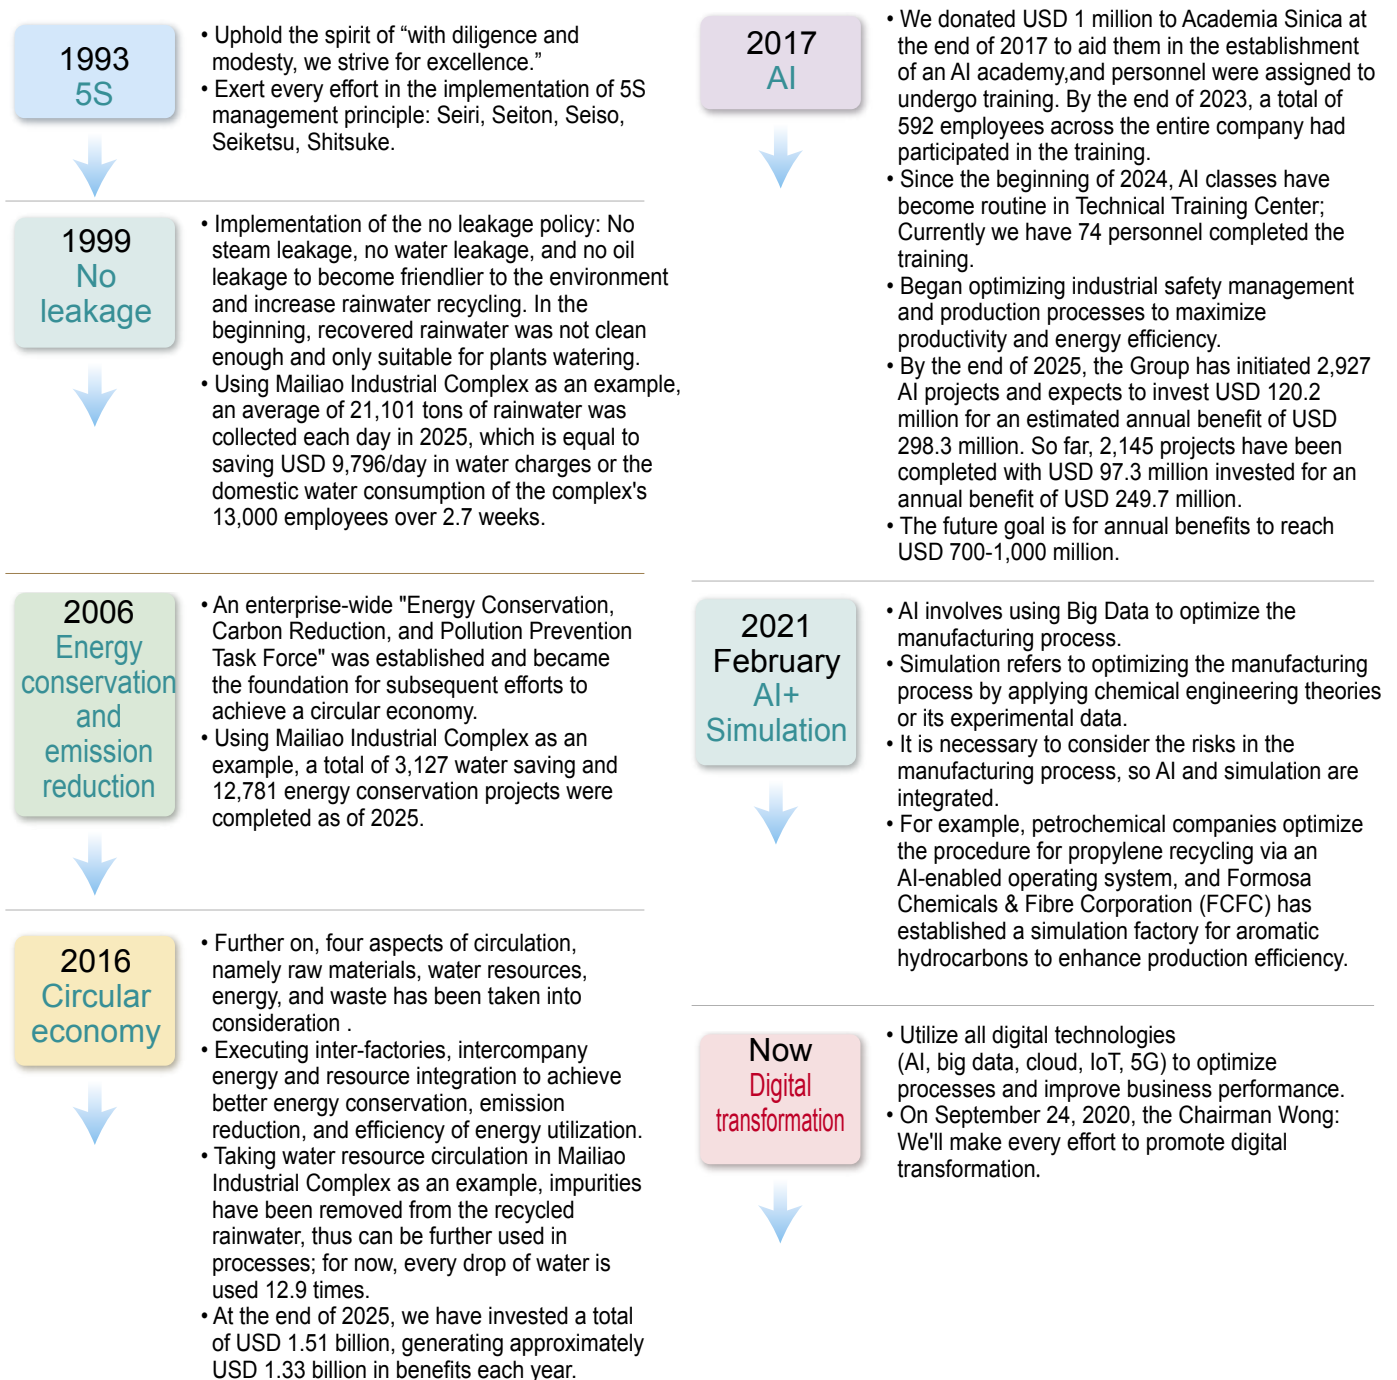 1993
5S
• Uphold the spirit of “with diligence and
modesty, we strive for excellence.”
• Exert every effort in the implementation of 5S
management principle: Seiri, Seiton, Seiso,
Seiketsu, Shitsuke.
1999
No
leakage
• Implementation of the no leakage policy: No
steam leakage, no water leakage, and no oil
leakage to become friendlier to the environment
and increase rainwater recycling. In the
beginning, recovered rainwater was not clean
enough and only suitable for plants watering.
• Using Mailiao Industrial Complex as an example,
an average of 21,101 tons of rainwater was
collected each day in 2025, which is equal to
saving USD 9,796/day in water charges or the
domestic water consumption of the complex's
13,000 employees over 2.7 weeks.
2006
Energy
conservation
and
emission
reduction
• An enterprise-wide "Energy Conservation,
Carbon Reduction, and Pollution Prevention
Task Force" was established and became
the foundation for subsequent efforts to
achieve a circular economy.
• Using Mailiao Industrial Complex as an
example, a total of 3,127 water saving and
12,781 energy conservation projects were
completed as of 2025.
2016
Circular
economy
• Further on, four aspects of circulation,
namely raw materials, water resources,
energy, and waste has been taken into
consideration .
• Executing inter-factories, intercompany
energy and resource integration to achieve
better energy conservation, emission
reduction, and efficiency of energy utilization.
• Taking water resource circulation in Mailiao
Industrial Complex as an example, impurities
have been removed from the recycled
rainwater, thus can be further used in
processes; for now, every drop of water is
used 12.9 times.
• At the end of 2025, we have invested a total
of USD 1.51 billion, generating approximately
USD 1.33 billion in benefits each year.
2017
AI
• We donated USD 1 million to Academia Sinica at
the end of 2017 to aid them in the establishment
of an AI academy,and personnel were assigned to
undergo training. By the end of 2023, a total of
592 employees across the entire company had
participated in the training.
• Since the beginning of 2024, AI classes have
become routine in Technical Training Center;
Currently we have 74 personnel completed the
training.
• Began optimizing industrial safety management
and production processes to maximize
productivity and energy efficiency.
• By the end of 2025, the Group has initiated 2,927
AI projects and expects to invest USD 120.2
million for an estimated annual benefit of USD
298.3 million. So far, 2,145 projects have been
completed with USD 97.3 million invested for an
annual benefit of USD 249.7 million.
• The future goal is for annual benefits to reach
USD 700-1,000 million.
2021
February
AI+
Simulation
• AI involves using Big Data to optimize the
manufacturing process.
• Simulation refers to optimizing the manufacturing
process by applying chemical engineering theories
or its experimental data.
• It is necessary to consider the risks in the
manufacturing process, so AI and simulation are
integrated.
• For example, petrochemical companies optimize
the procedure for propylene recycling via an
AI-enabled operating system, and Formosa
Chemicals & Fibre Corporation (FCFC) has
established a simulation factory for aromatic
hydrocarbons to enhance production efficiency.
Now
Digital
transformation
• Utilize all digital technologies
(AI, big data, cloud, IoT, 5G) to optimize
processes and improve business performance.
• On September 24, 2020, the Chairman Wong:
We'll make every effort to promote digital
transformation.